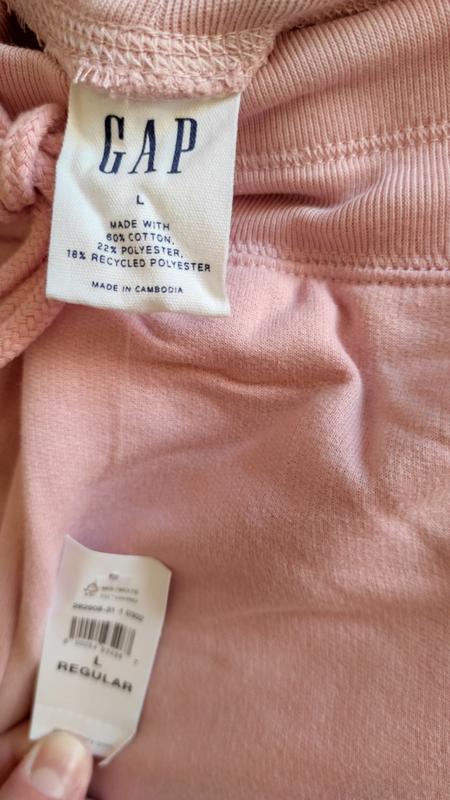 GAP
L
MADE WITH
60% COTTON,
22% POLYESTER,
18% RECYCLED POLYESTER
MADE IN CAMBODIA
L
REGULAR